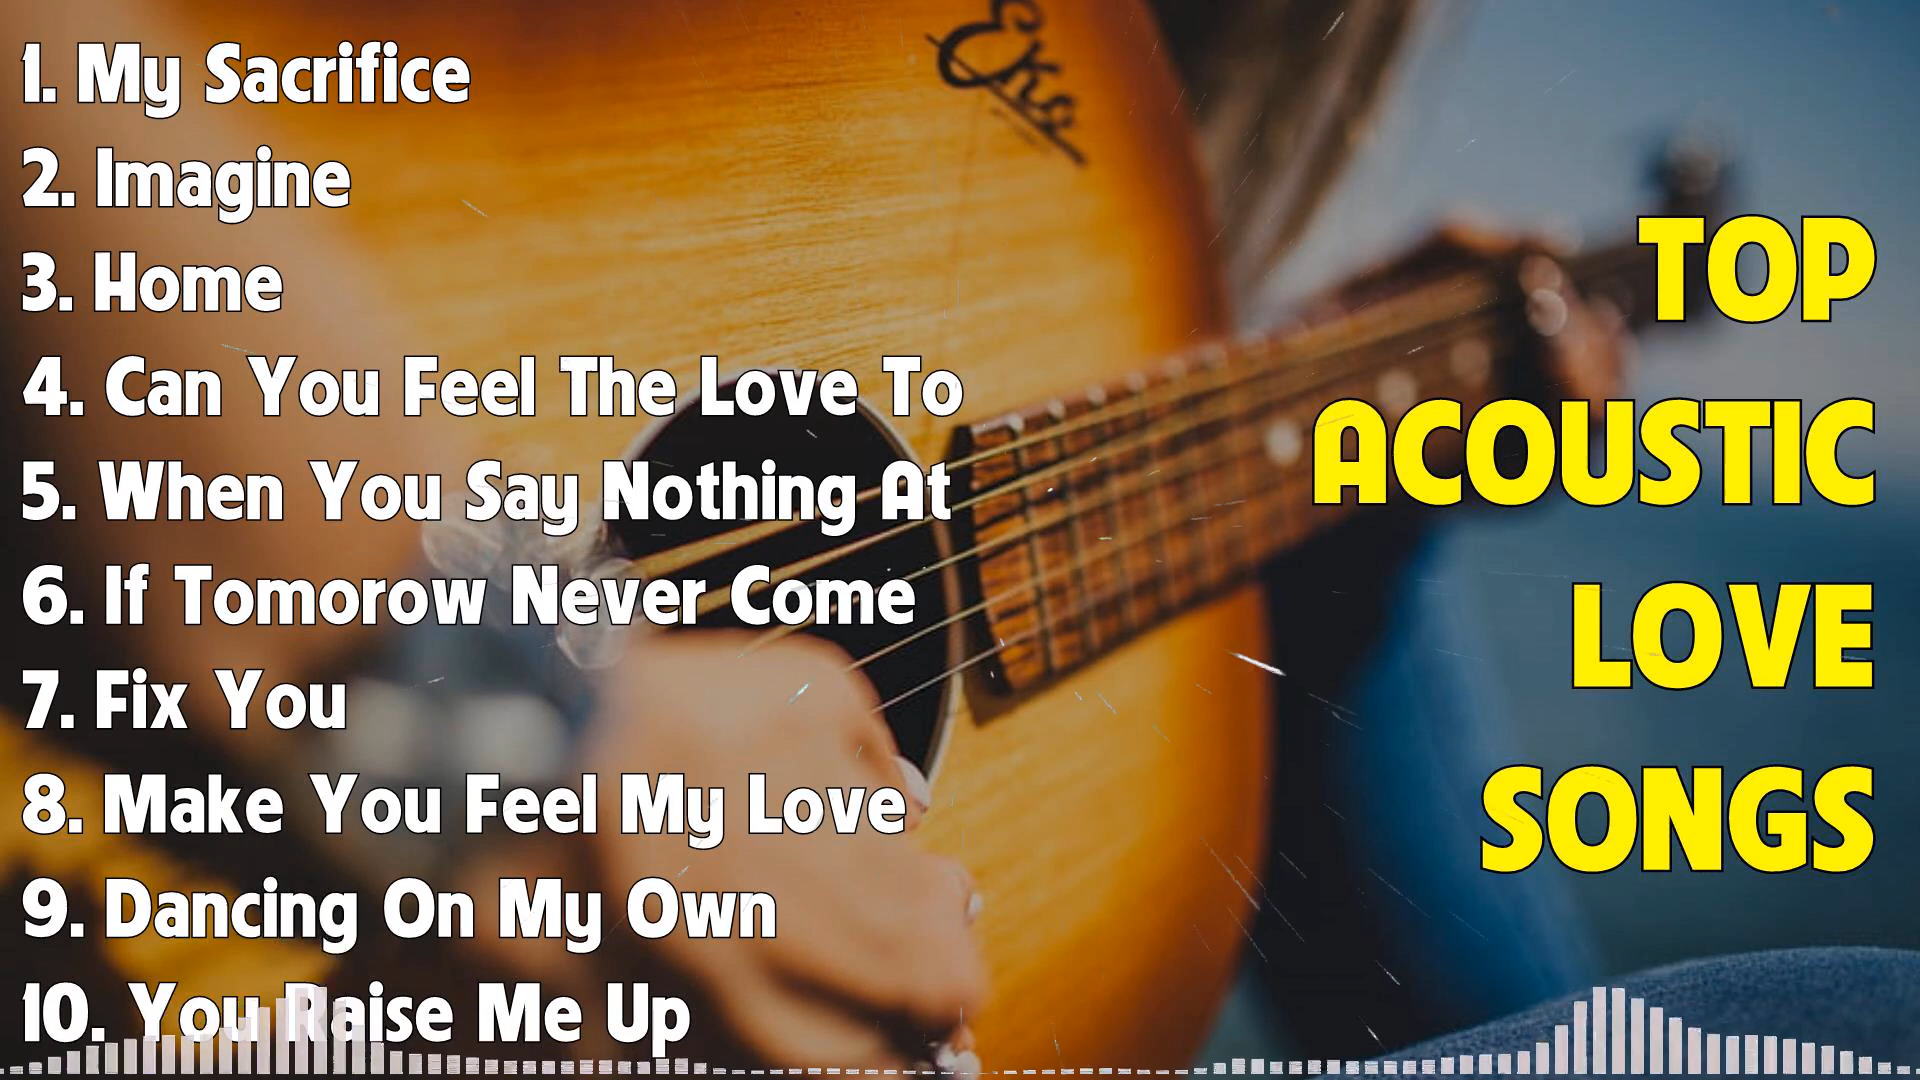 1. My Sacrifice
2. Imagine
3. Home
4. Can You Feel The Love To
5. When You Say Nothing At
6. If Tomorow Never Come
7. Fix You
8. Make You Feel My Love
9. Dancing On My Own
10. You Raise Me Up
Eko
TOP
ACOUSTIC
LOVE
SONGS